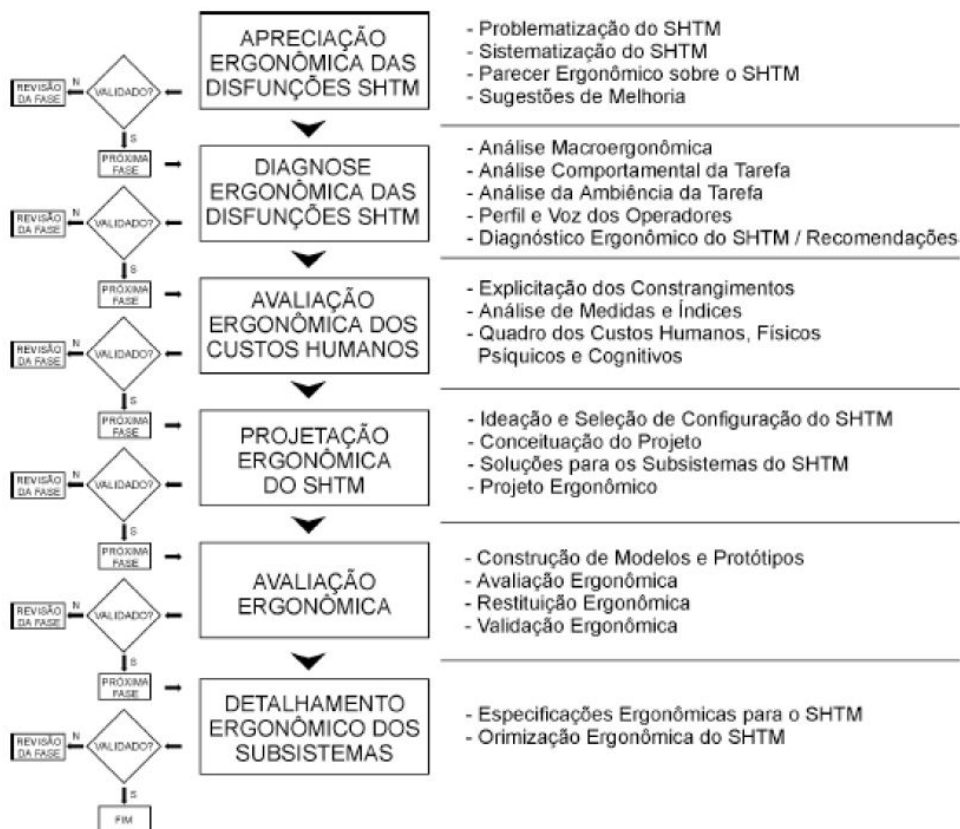 APRECIAÇÃO
ERGONÔMICA DAS
DISFUNÇÕES SHTM
- Problematização do SHTM
- Sistematização do SHTM
- Parecer Ergônomico sobre o SHTM
- Sugestões de Melhoria
REVISÃO
DA FASE
N
VALIDADO?
S
PRÓXIMA
FASE
DIAGNOSE
ERGONÔMICA DAS
DISFUNÇÕES SHTM
- Análise Macroergonômica
- Análise Comportamental da Tarefa
- Análise da Ambiência da Tarefa
- Perfil e Voz dos Operadores
- Diagnóstico Ergonômico do SHTM / Recomendações
REVISÃO
DA FASE
N
VALIDADO?
S
PRÓXIMA
FASE
AVALIAÇÃO
ERGONÔMICA DOS
CUSTOS HUMANOS
- Explicitação dos Constrangimentos
- Análise de Medidas e Índices
- Quadro dos Custos Humanos, Físicos
Psíquicos e Cognitivos
REVISÃO
DA FASE
N
VALIDADO?
S
PRÓXIMA
FASE
PROJETAÇÃO
ERGONÔMICA
DO SHTM
- Ideação e Seleção de Configuração do SHTM
- Conceituação do Projeto
- Soluções para os Subsistemas do SHTM
- Projeto Ergonômico
REVISÃO
DA FASE
N
VALIDADO?
S
PRÓXIMA
FASE
AVALIAÇÃO
ERGONÔMICA
- Construção de Modelos e Protótipos
- Avaliação Ergonômica
- Restituição Ergonômica
- Validação Ergonômica
REVISÃO
DA FASE
N
VALIDADO?
S
PRÓXIMA
FASE
DETALHAMENTO
ERGONÔMICO DOS
SUBSISTEMAS
- Especificações Ergonômicas para o SHTM
- Orimização Ergonômica do SHTM
REVISÃO
DA FASE
N
VALIDADO?
S
FIM